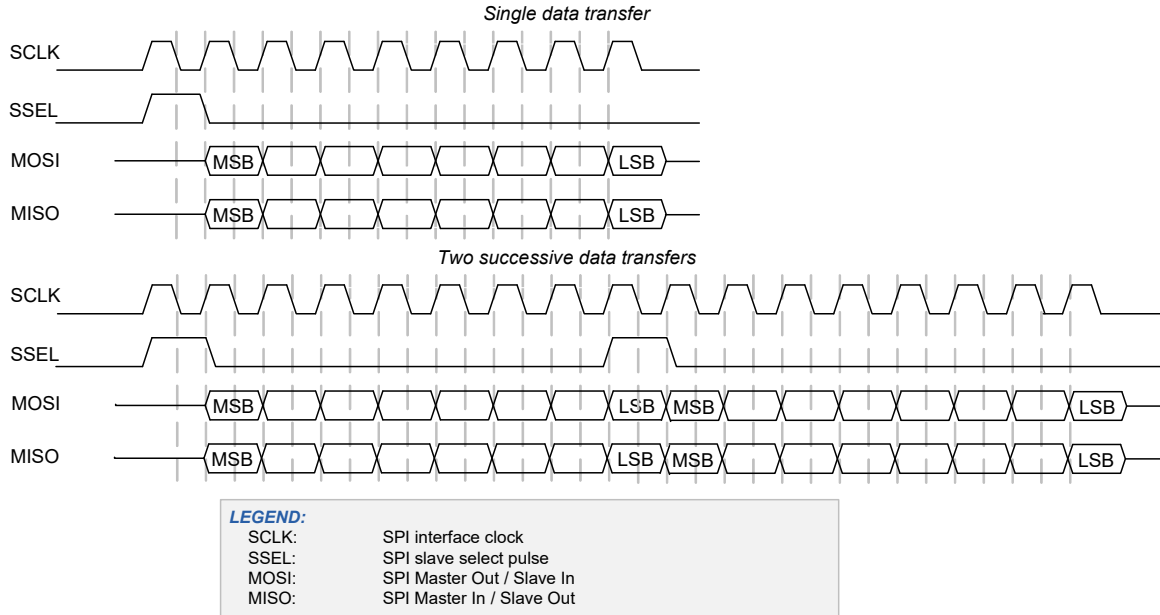 Single data transfer
SCLK
SSEL
MOSI MSB LSB
MISO MSB LSB
Two successive data transfers
SCLK
SSEL
MOSI MSB LSB MSB LSB
MISO MSB LSB MSB LSB
LEGEND:
SCLK: SPI interface clock
SSEL: SPI slave select pulse
MOSI: SPI Master Out / Slave In
MISO: SPI Master In / Slave Out